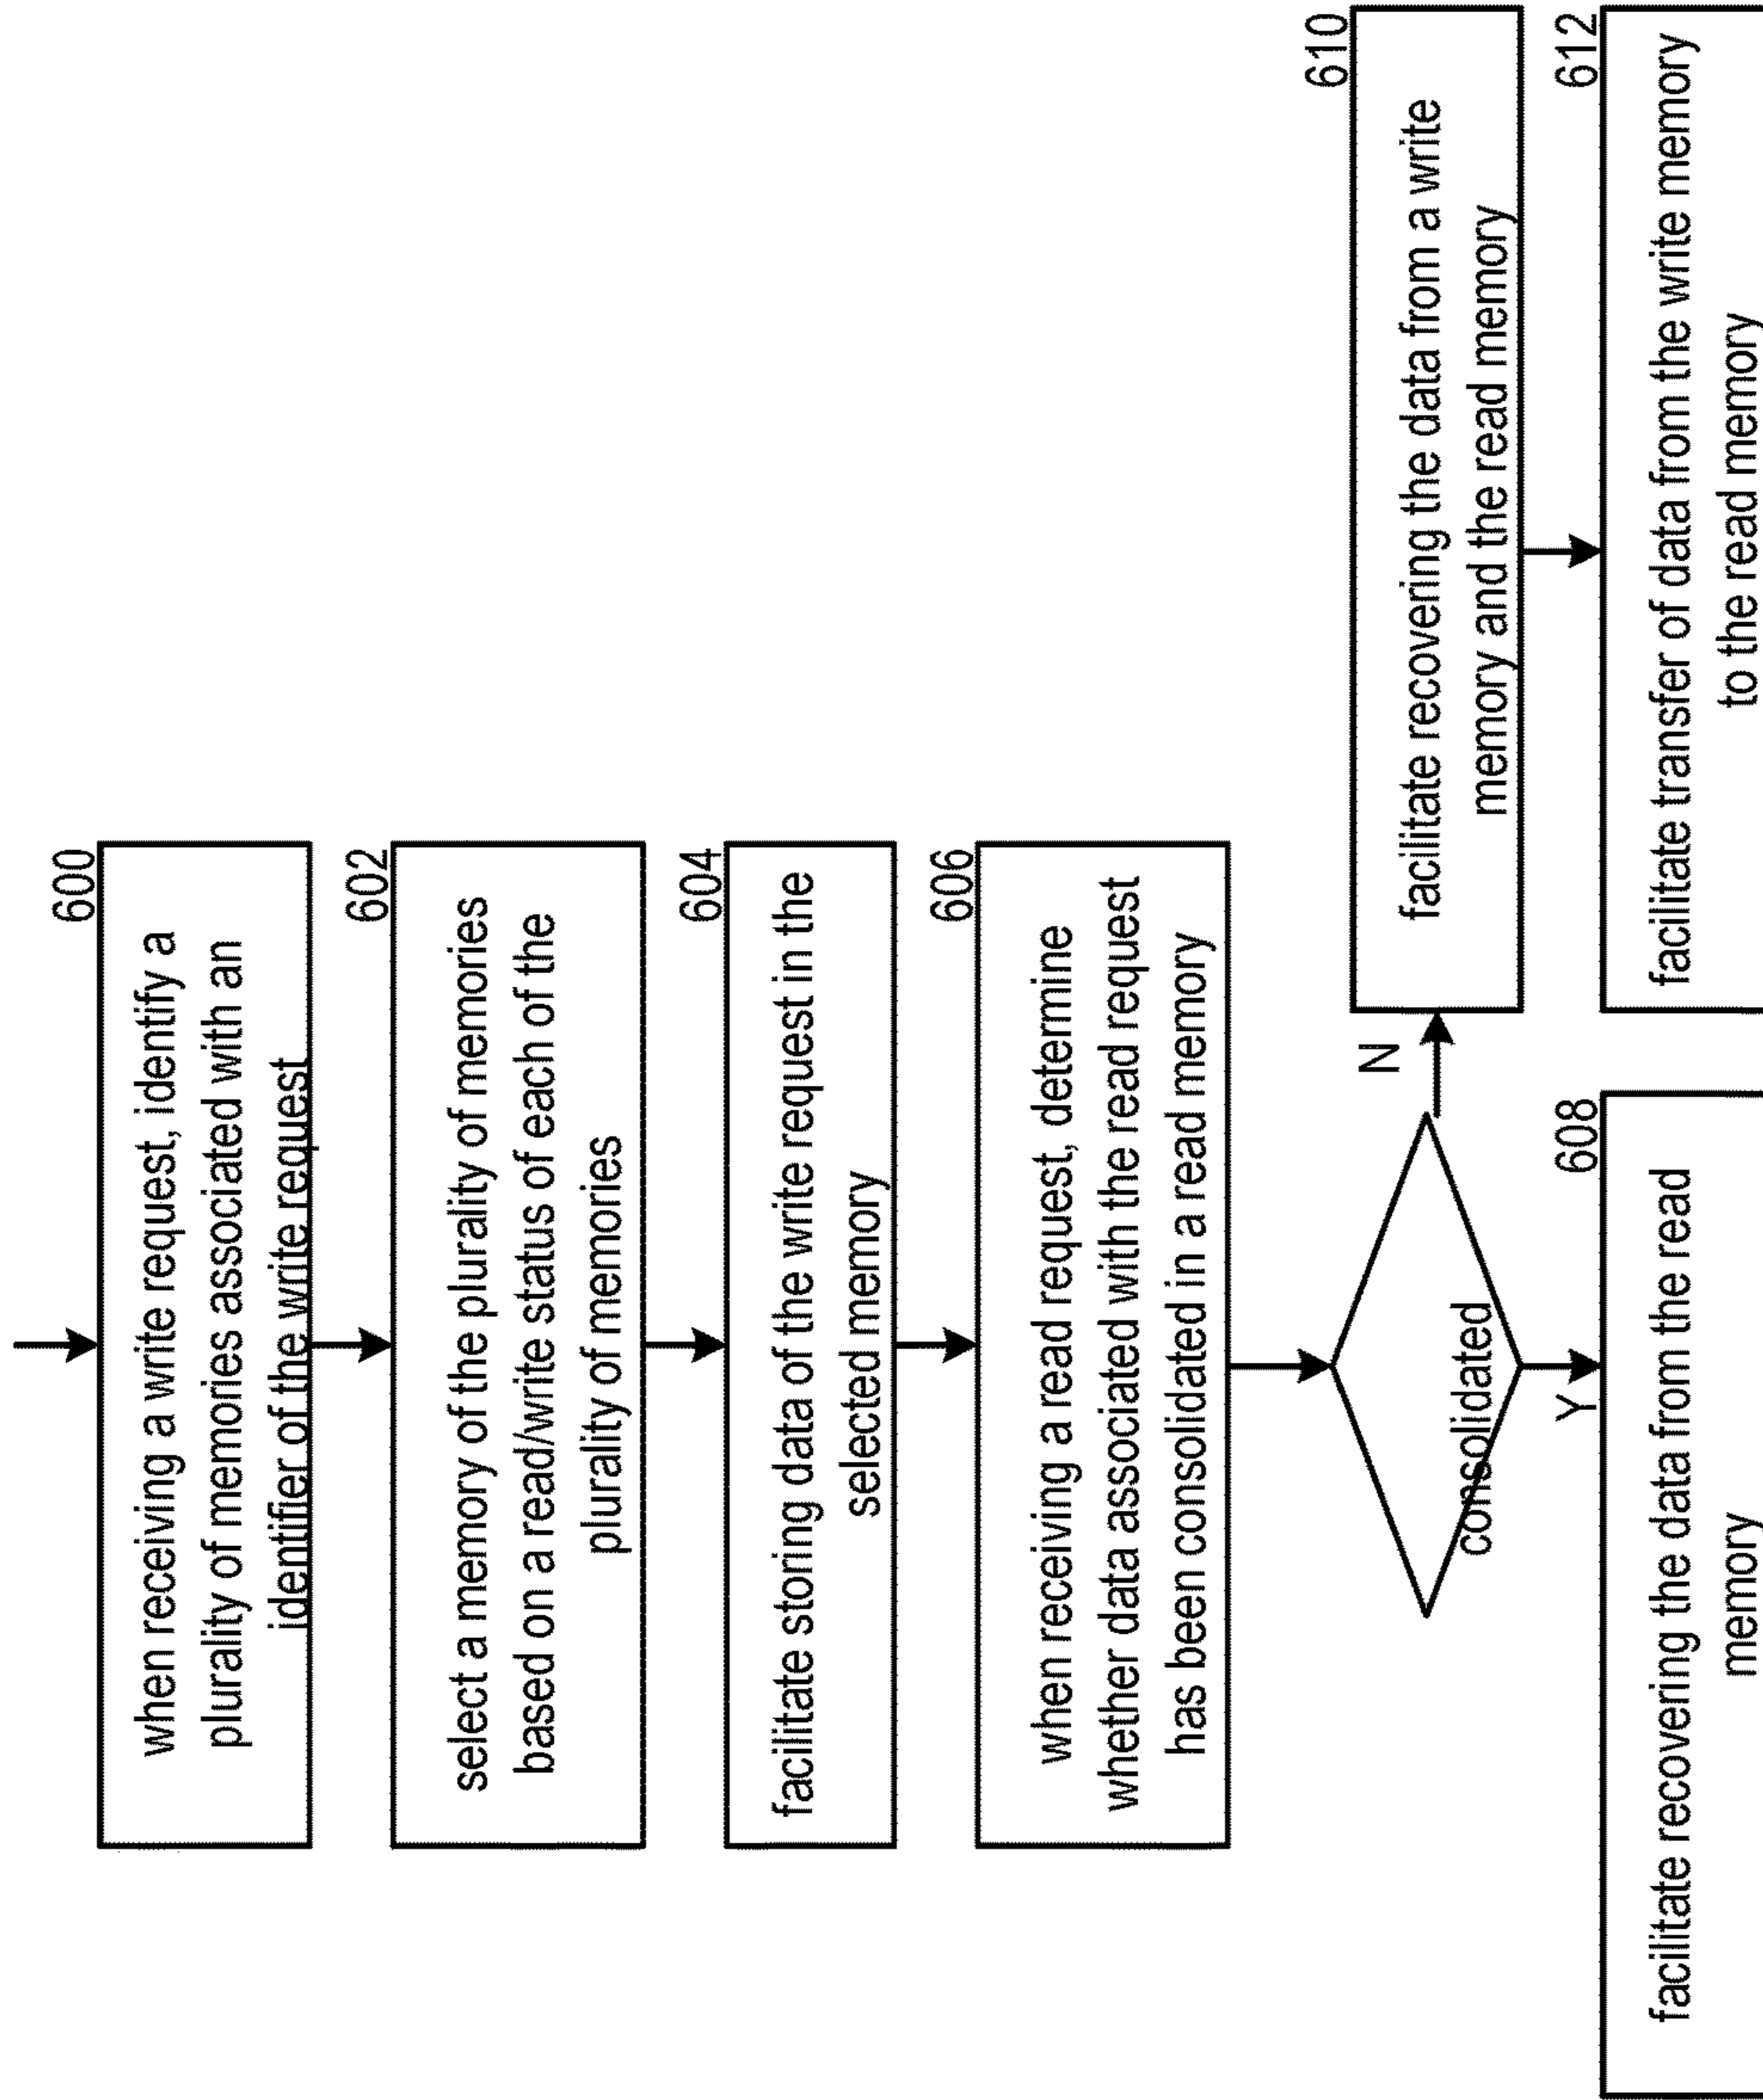 600
when receiving a write request, identify a
plurality of memories associated with an
identifier of the write request
602
select a memory of the plurality of memories
based on a read/write status of each of the
plurality of memories
604
facilitate storing data of the write request in the
selected memory
606
when receiving a read request, determine
whether data associated with the read request
has been consolidated in a read memory
consolidated
N
Y
608
facilitate recovering the data from the read
memory
610
facilitate recovering the data from a write
memory and the read memory
612
facilitate transfer of data from the write memory
to the read memory